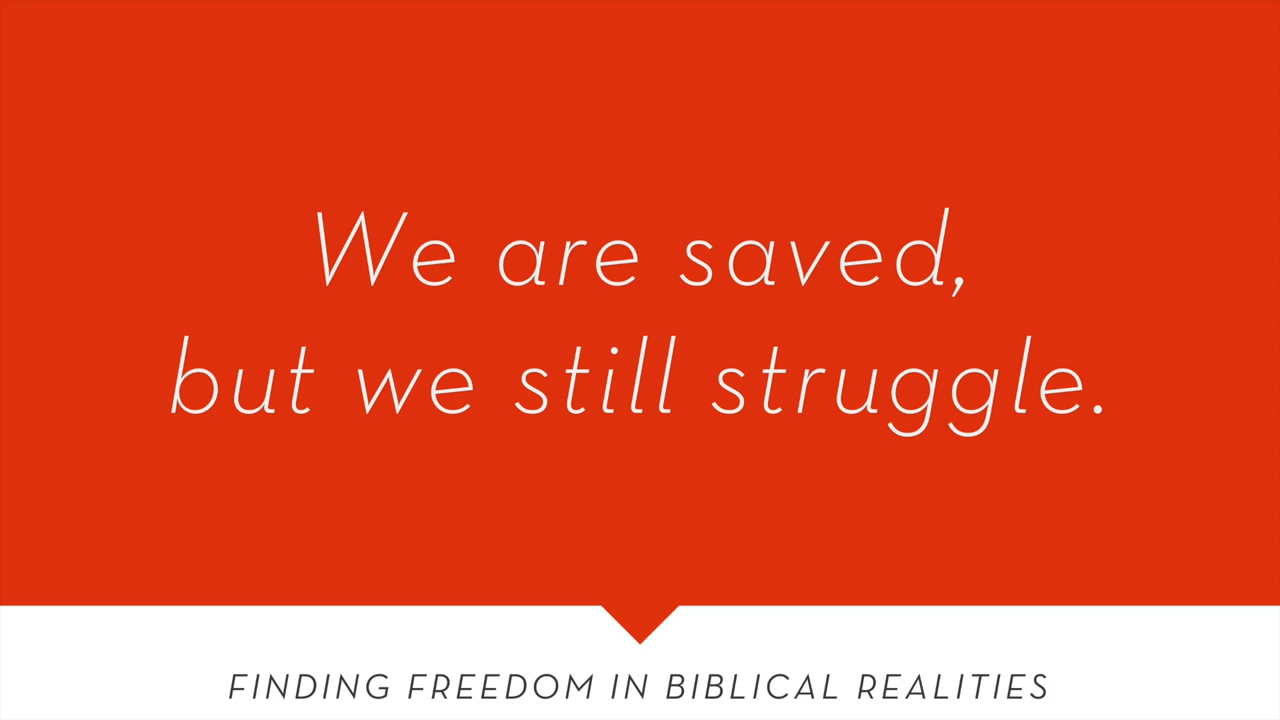 We are saved,
but we still struggle.
FINDING FREEDOM IN BIBLICAL REALITIES